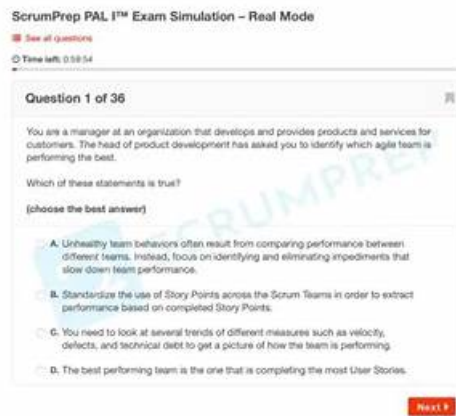 ScrumPrep PAL I™ Exam Simulation – Real Mode
See all questions
Time left: 0:59:54
Question 1 of 36
You are a manager at an organization that develops and provides products and services for
customers. The head of product development has asked you to identify which agile team is
performing the best.
Which of these statements is true?
(choose the best answer)
A. Unhealthy team behaviors often result from comparing performance between
different teams. Instead, focus on identifying and eliminating impediments that
slow down team performance.
B. Standardize the use of Story Points across the Scrum Teams in order to extract
performance based on completed Story Points.
C. You need to look at several trends of different measures such as velocity,
defects, and technical debt to get a picture of how the team is performing.
D. The best performing team is the one that is completing the most User Stories.
SCRUMPREP
Next